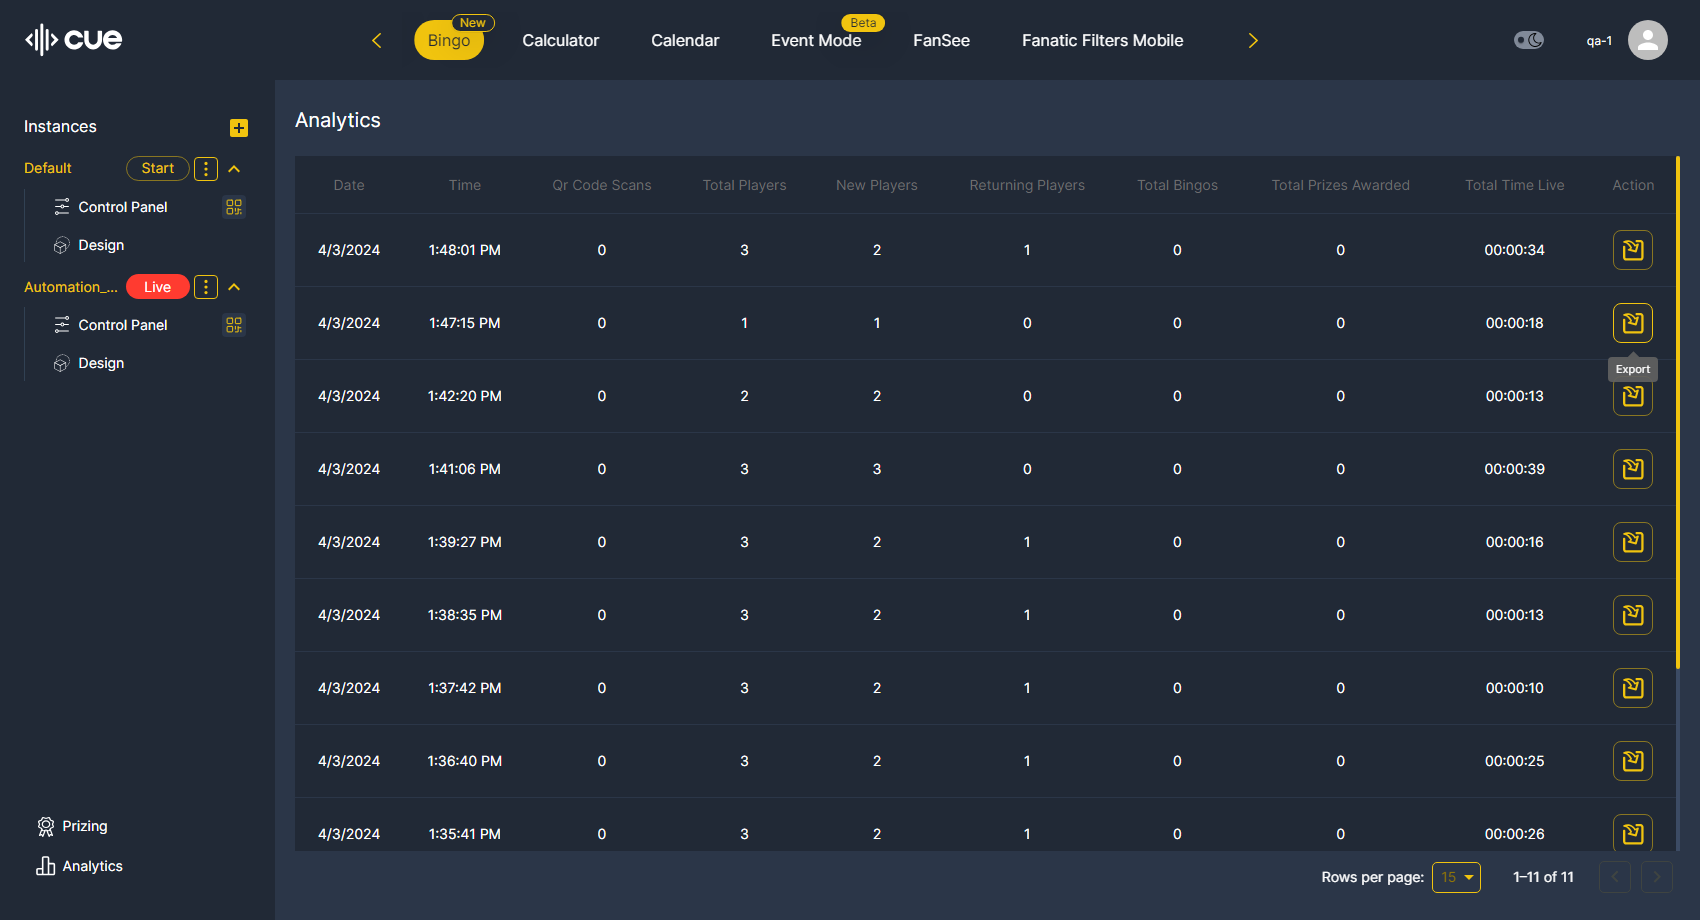 cue
New
Bingo
Calculator
Calendar
Event Mode
Beta
FanSee
Fanatic Filters Mobile
qa-1
Instances
Default
Start
Control Panel
Design
Automation_...
Live
Control Panel
Design
Prizing
Analytics
Analytics
Date Time Qr Code Scans Total Players New Players Returning Players Total Bingos Total Prizes Awarded Total Time Live Action
4/3/2024 1:48:01 PM 0 3 2 1 0 0 00:00:34
4/3/2024 1:47:15 PM 0 1 1 0 0 0 00:00:18
Export
4/3/2024 1:42:20 PM 0 2 2 0 0 0 00:00:13
4/3/2024 1:41:06 PM 0 3 3 0 0 0 00:00:39
4/3/2024 1:39:27 PM 0 3 2 1 0 0 00:00:16
4/3/2024 1:38:35 PM 0 3 2 1 0 0 00:00:13
4/3/2024 1:37:42 PM 0 3 2 1 0 0 00:00:10
4/3/2024 1:36:40 PM 0 3 2 1 0 0 00:00:25
4/3/2024 1:35:41 PM 0 3 2 1 0 0 00:00:26
Rows per page: 15 1–11 of 11